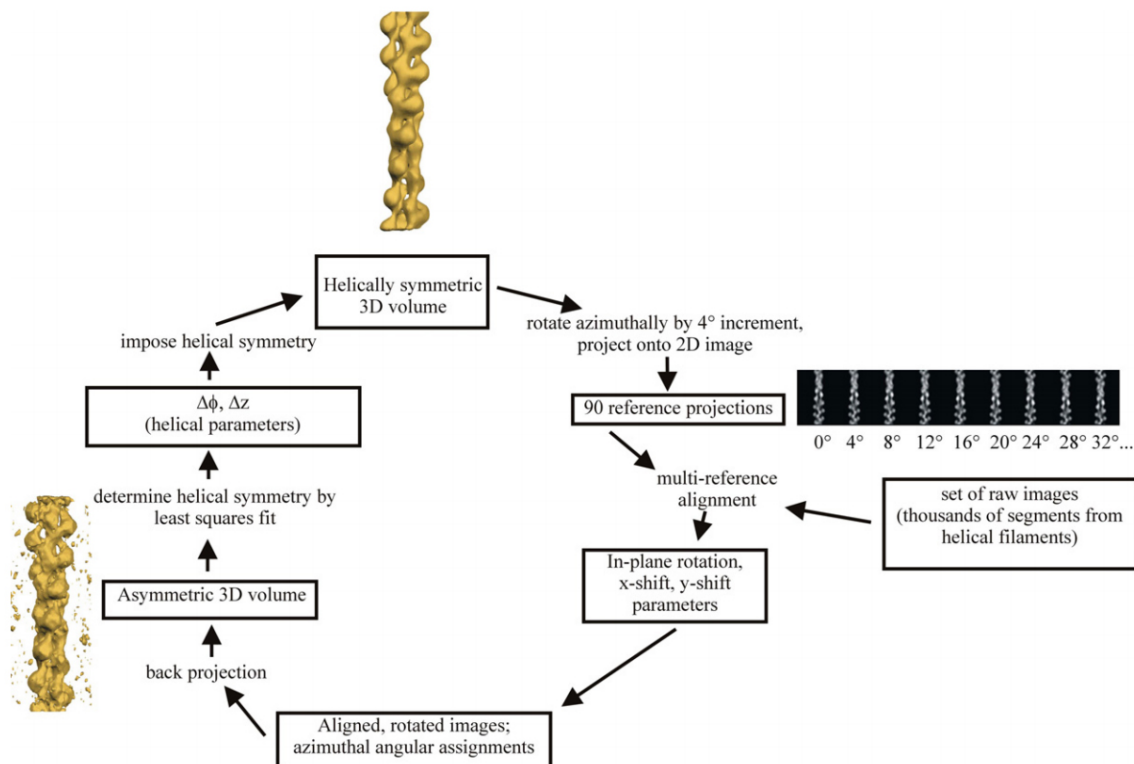 Helically symmetric
3D volume
rotate azimuthally by 4° increment,
project onto 2D image
90 reference projections
0° 4° 8° 12° 16° 20° 24° 28° 32°...
multi-reference
alignment
set of raw images
(thousands of segments from
helical filaments)
In-plane rotation,
x-shift, y-shift
parameters
Aligned, rotated images;
azimuthal angular assignments
back projection
Asymmetric 3D volume
determine helical symmetry by
least squares fit
Δϕ, Δz
(helical parameters)
impose helical symmetry